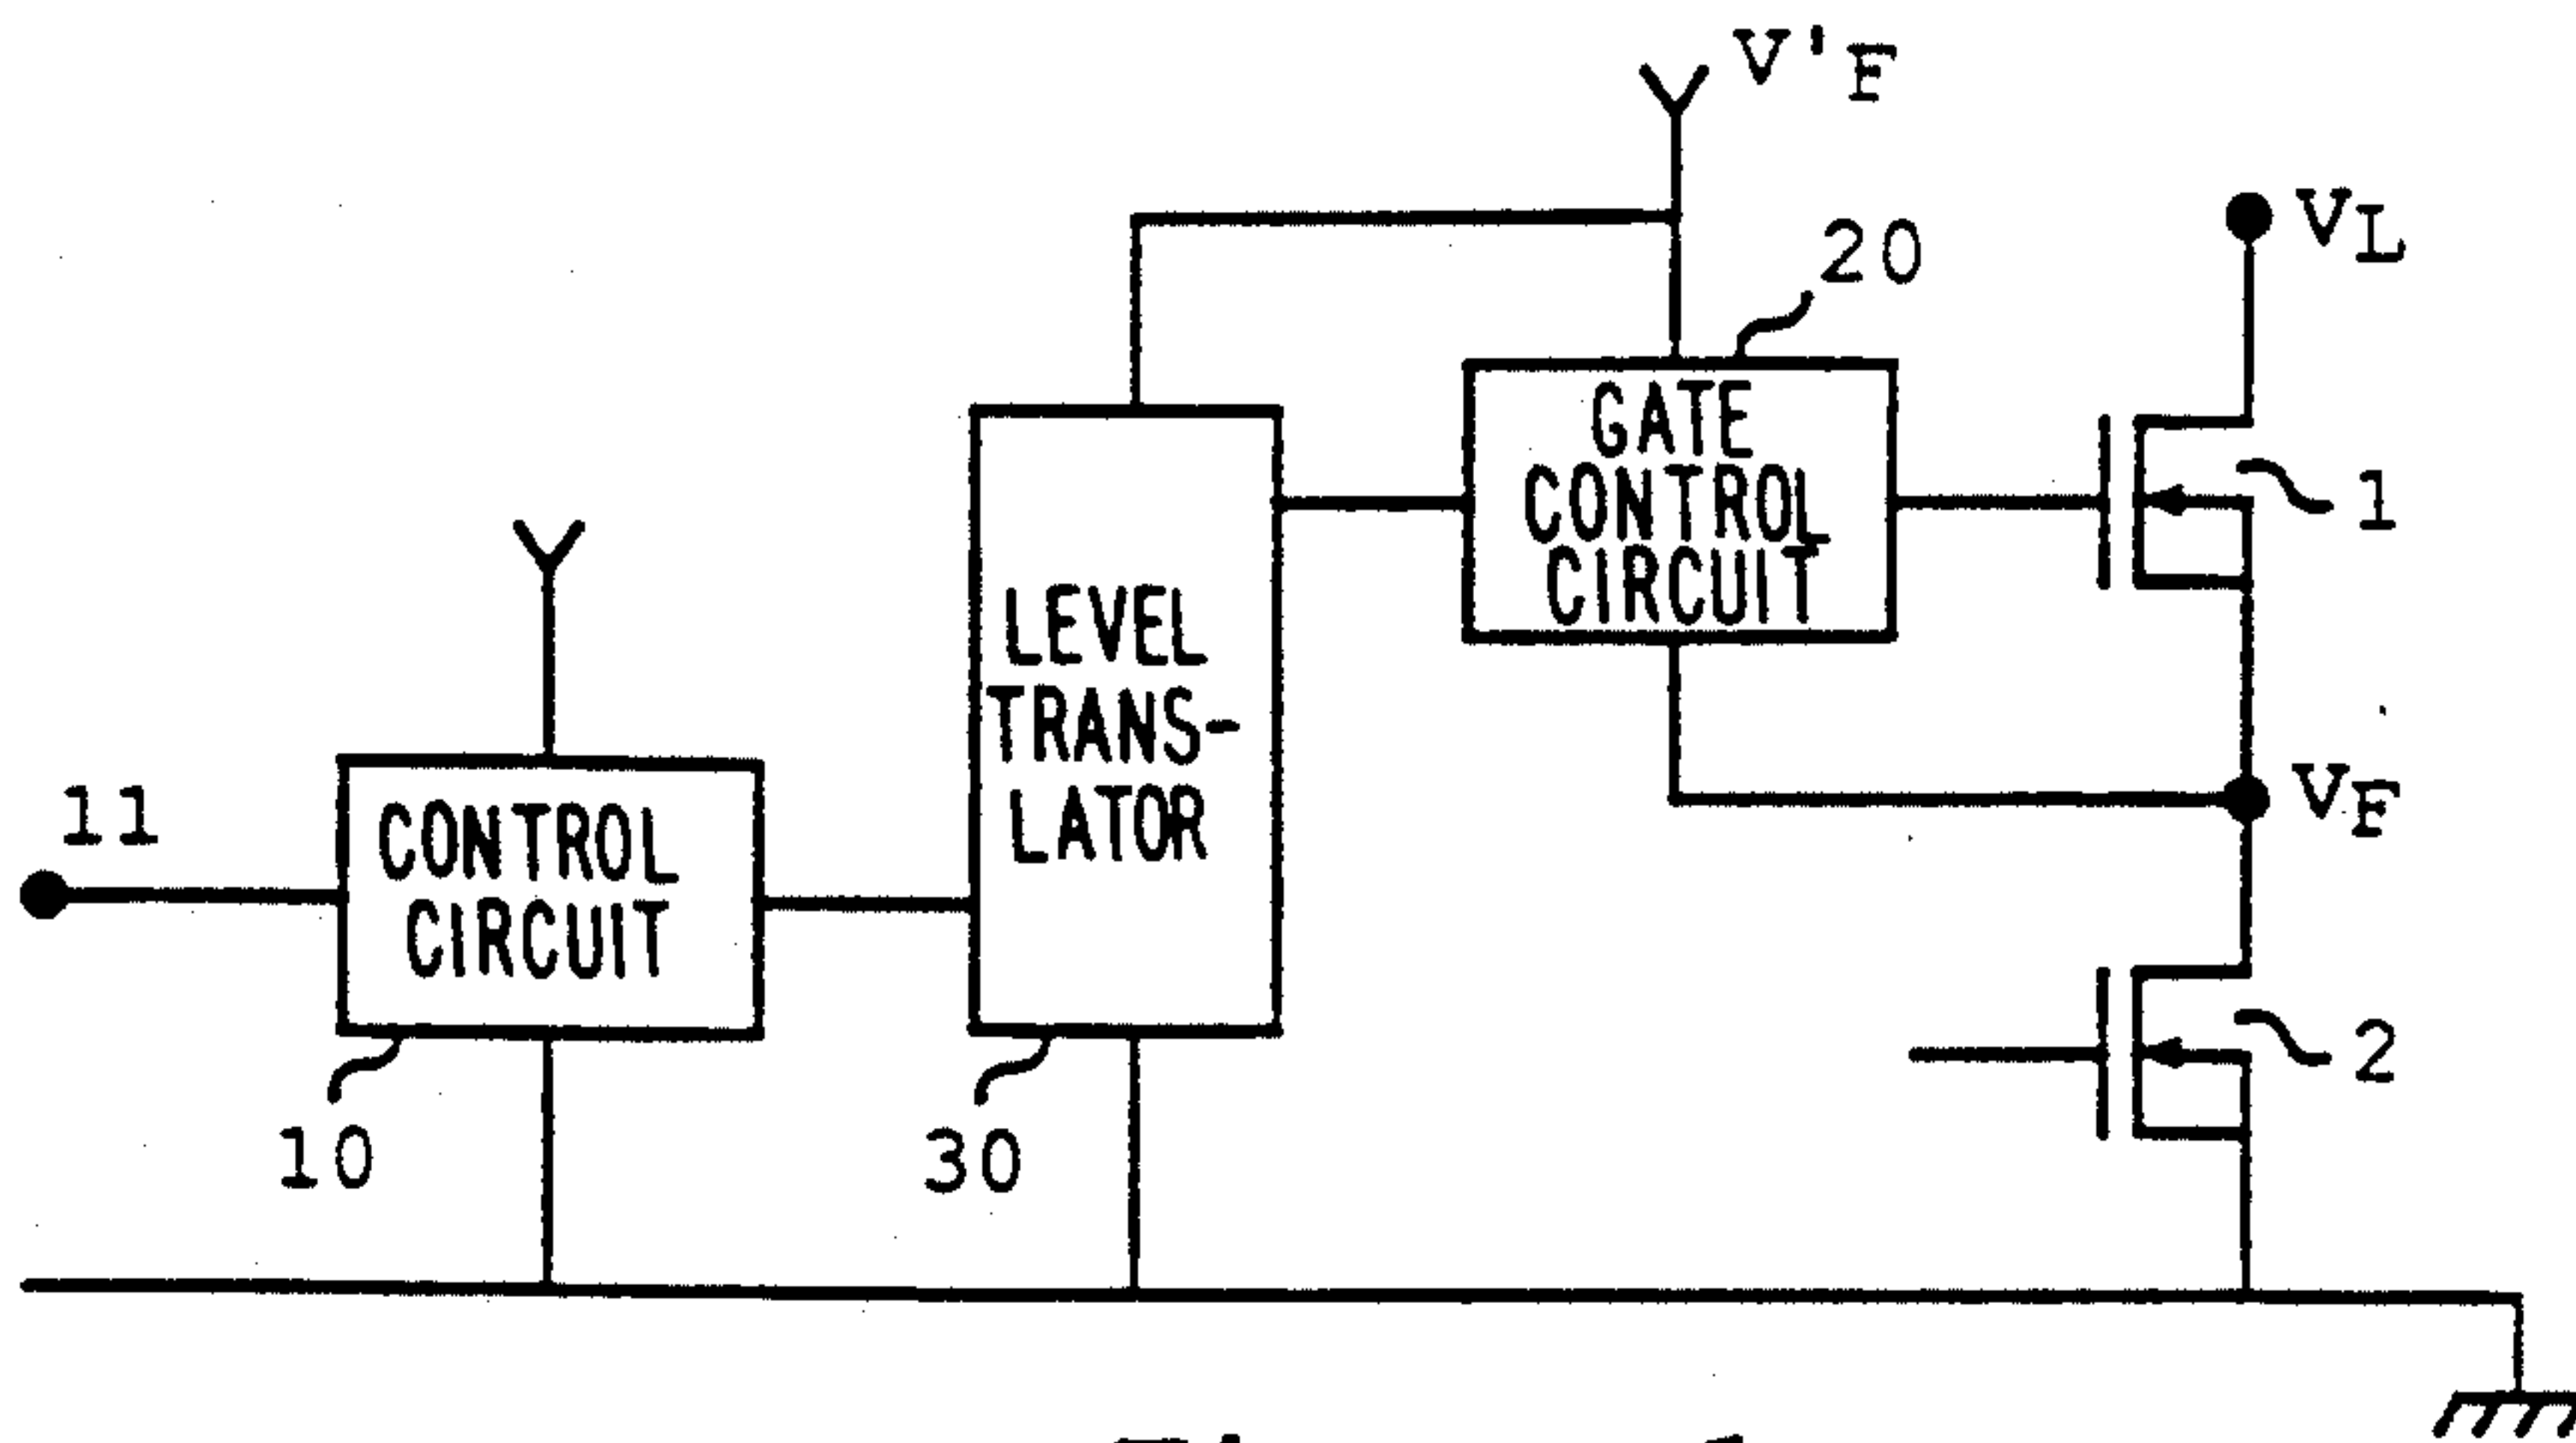 V'F
VL
20
GATE
CONTROL
CIRCUIT
1
LEVEL
TRANS-
LATOR
VF
11
CONTROL
CIRCUIT
2
10
30